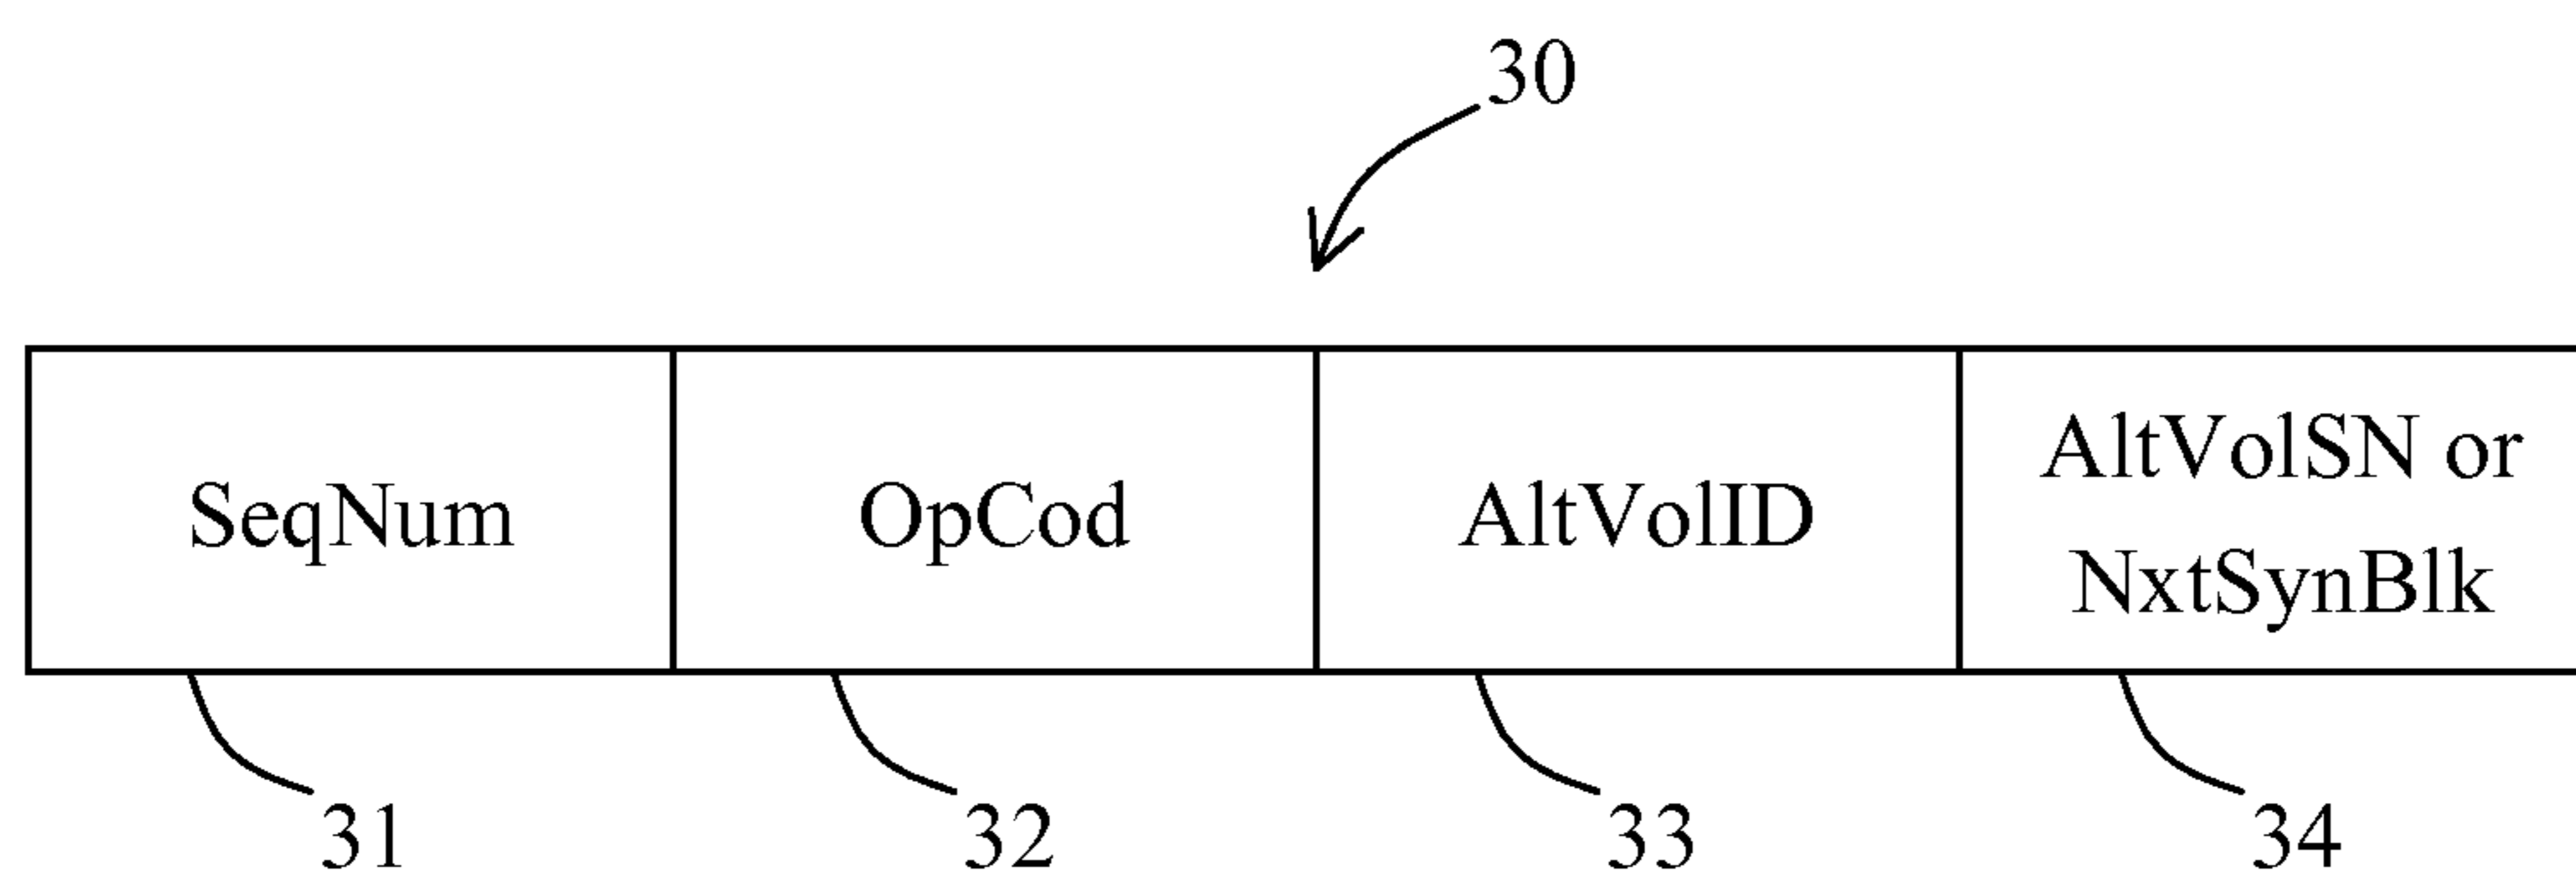 30
SeqNum
OpCod
AltVolID
AltVolSN or
NxtSynBlk
31
32
33
34